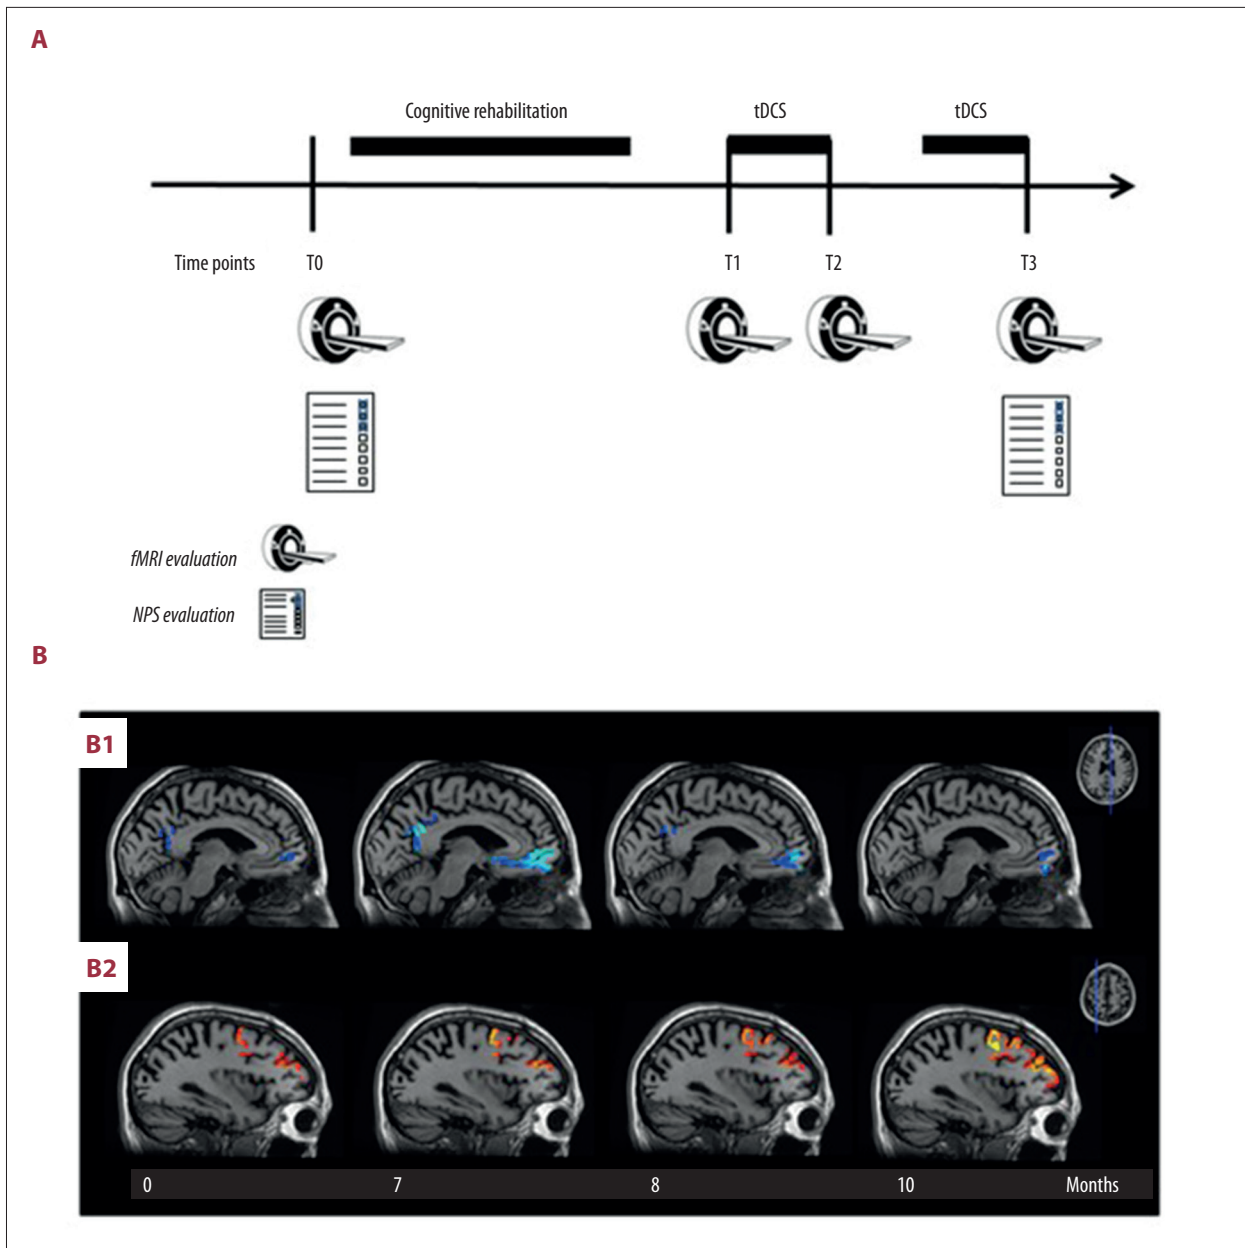 A
Cognitive rehabilitation tDCS tDCS
Time points T0 T1 T2 T3
fMRI evaluation
NPS evaluation
B
B1
B2
0 7 8 10 Months